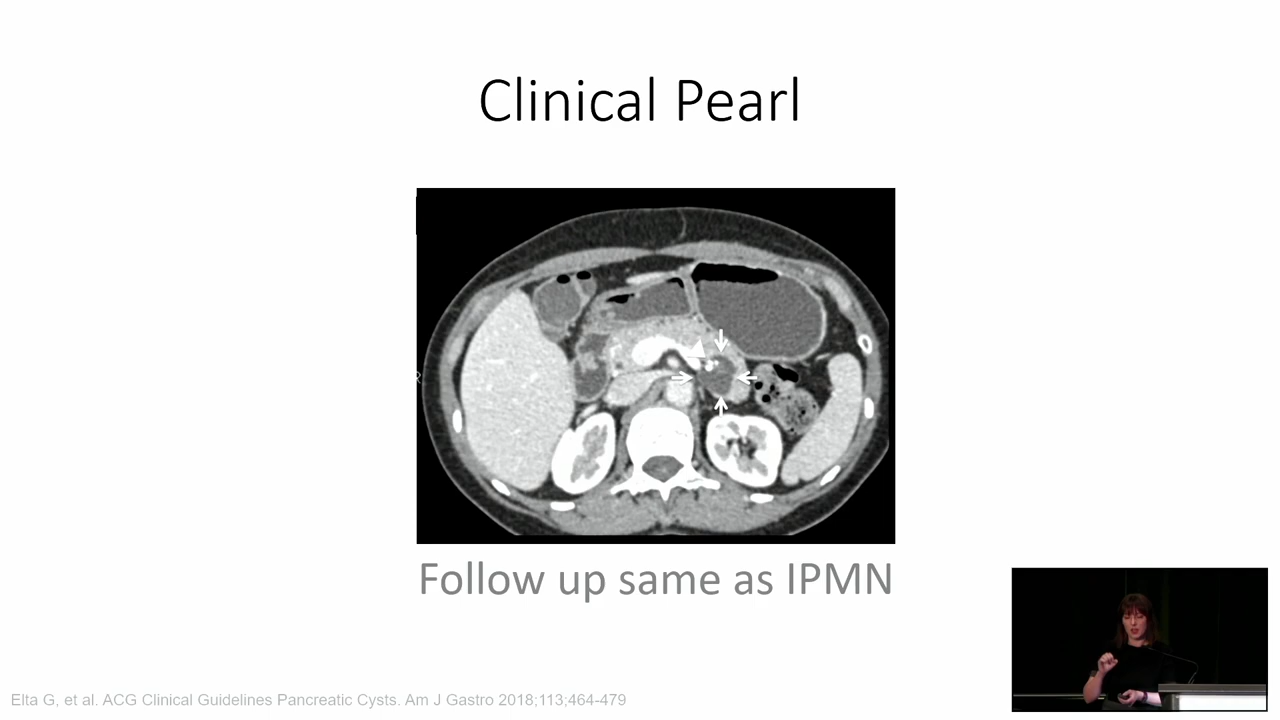 Clinical Pearl
R
Follow up same as IPMN
Elta G, et al. ACG Clinical Guidelines Pancreatic Cysts. Am J Gastro 2018;113:464-479